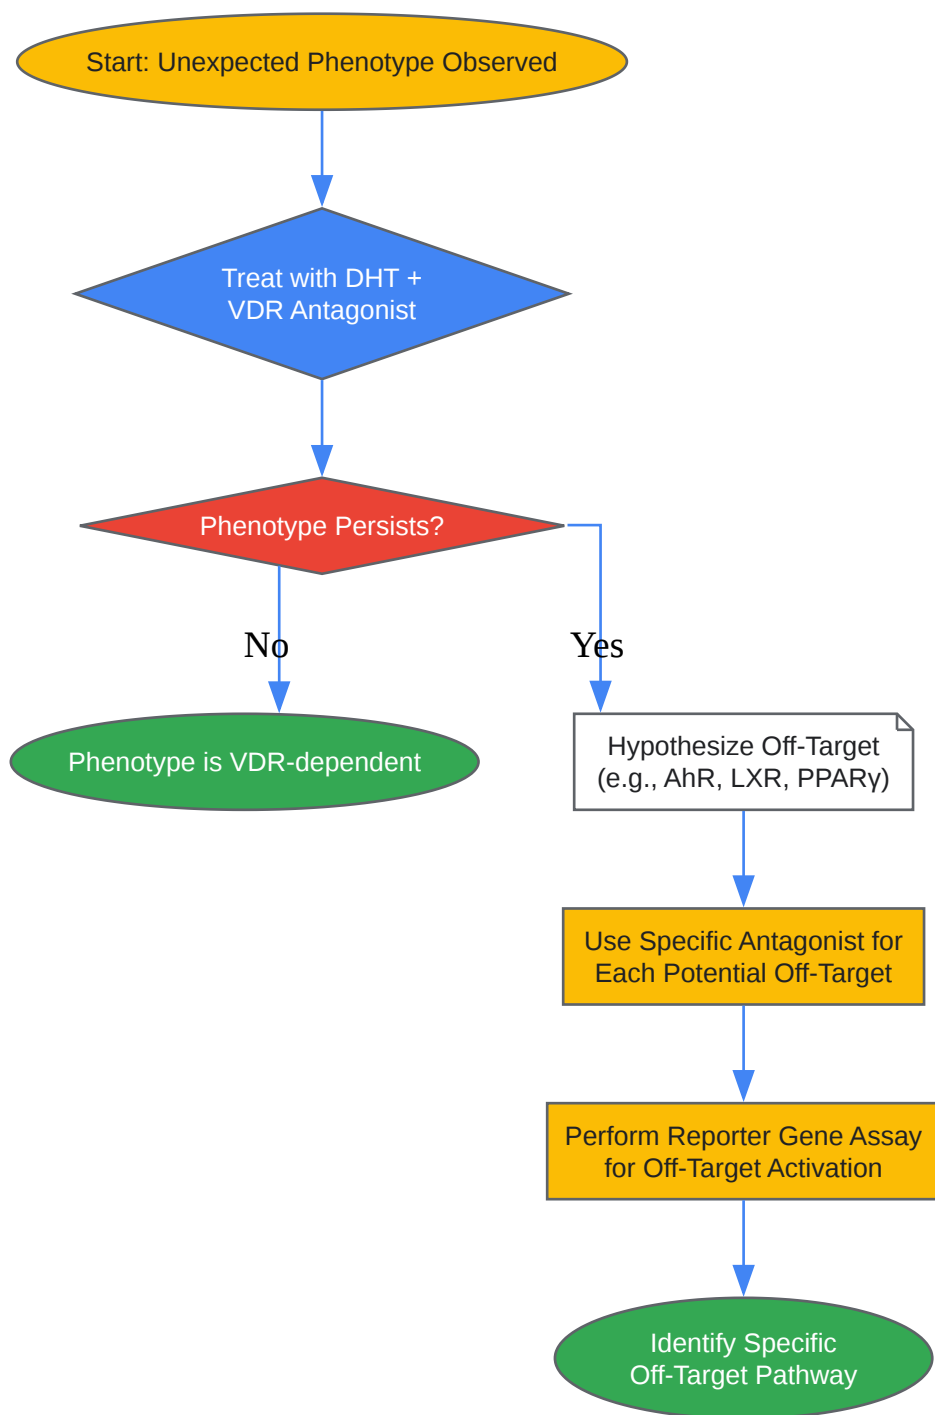 Start: Unexpected Phenotype Observed
Treat with DHT +
VDR Antagonist
Phenotype Persists?
No
Yes
Phenotype is VDR-dependent
Hypothesize Off-Target
(e.g., AhR, LXR, PPARγ)
Use Specific Antagonist for
Each Potential Off-Target
Perform Reporter Gene Assay
for Off-Target Activation
Identify Specific
Off-Target Pathway